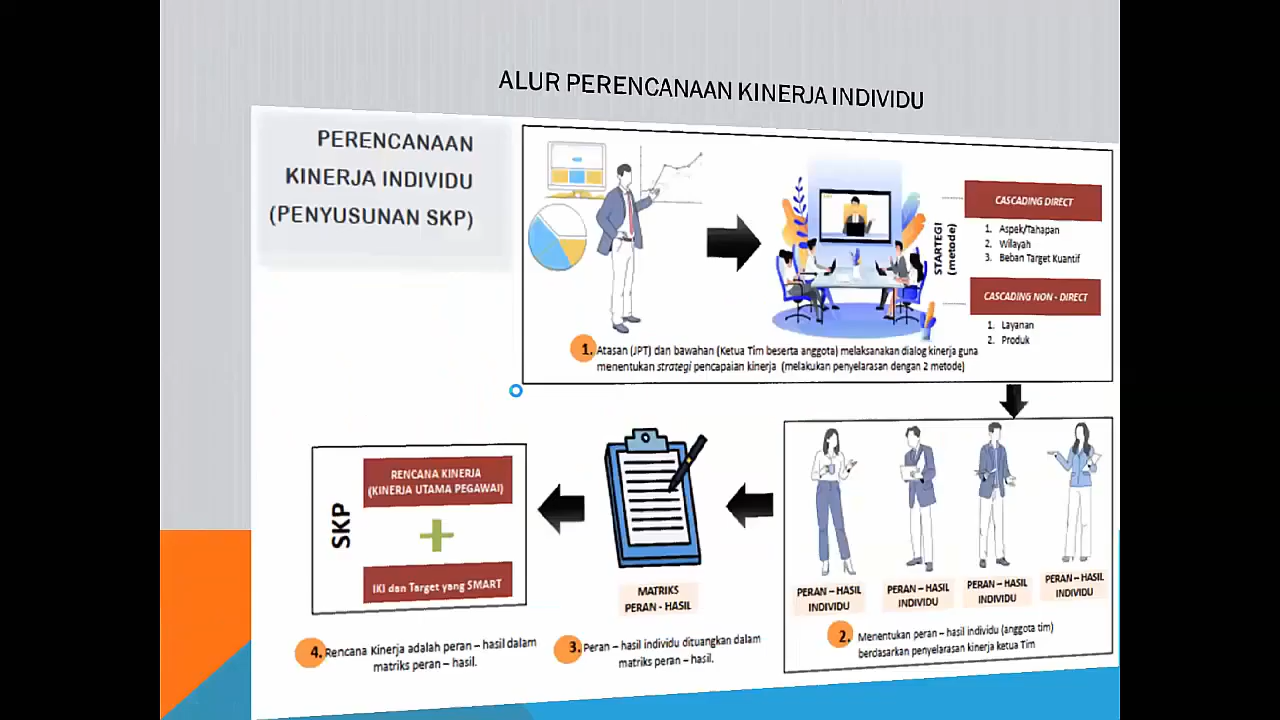 ALUR PERENCANAAN KINERJA INDIVIDU
PERENCANAAN
KINERJA INDIVIDU
(PENYUSUNAN SKP)
STARTEGI
(metode)
CASCADING DIRECT
1. Aspek/Tahapan
2. Wilayah
3. Beban Target Kuantif
CASCADING NON - DIRECT
1. Layanan
2. Produk
1. Atasan (JPT) dan bawahan (Ketua Tim beserta anggota) melaksanakan dialog kinerja guna
menentukan strategi pencapaian kinerja (melakukan penyelarasan dengan 2 metode)
PERAN – HASIL
INDIVIDU
PERAN – HASIL
INDIVIDU
PERAN – HASIL
INDIVIDU
PERAN – HASIL
INDIVIDU
2. Menentukan peran – hasil individu (anggota tim)
berdasarkan penyelarasan kinerja ketua Tim
MATRIKS
PERAN - HASIL
3. Peran – hasil individu dituangkan dalam
matriks peran – hasil.
SKP
RENCANA KINERJA
(KINERJA UTAMA PEGAWAI)
IKI dan Target yang SMART
4. Rencana Kinerja adalah peran – hasil dalam
matriks peran – hasil.